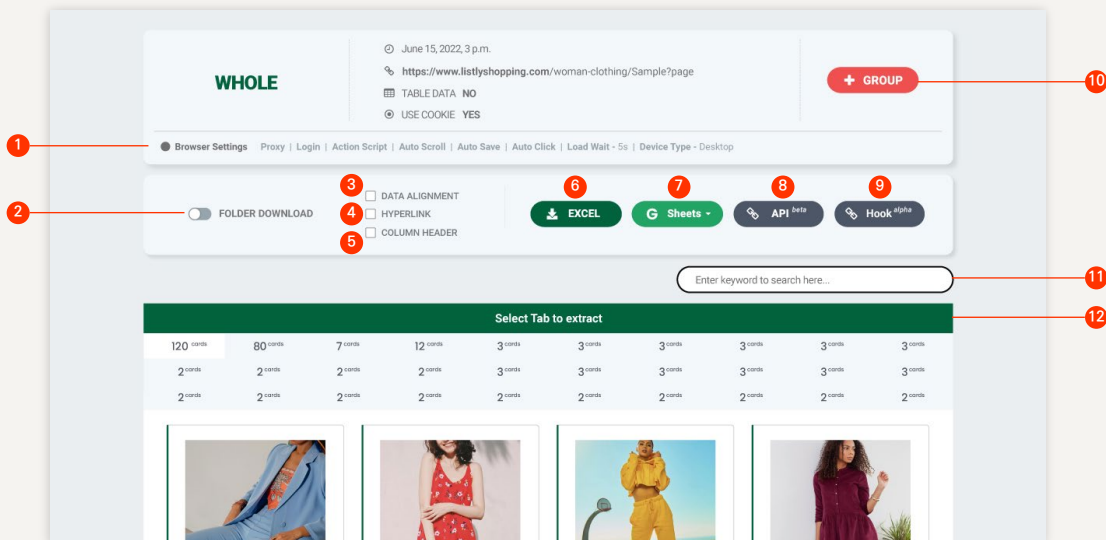 June 15, 2022, 3 p.m.
https://www.listlyshopping.com/woman-clothing/Sample?page
WHOLE
+ GROUP
10
TABLE DATA NO
USE COOKIE YES
1
Browser Settings Proxy | Login | Action Script | Auto Scroll | Auto Save | Auto Click | Load Wait - 5s | Device Type - Desktop
3
DATA ALIGNMENT
6
7
8
9
2
FOLDER DOWNLOAD
4
HYPERLINK
EXCEL
G Sheets
API beta
Hook alpha
5
COLUMN HEADER
Enter keyword to search here...
11
Select Tab to extract
12
120 cards 80 cards 7 cards 12 cards 3 cards 3 cards 3 cards 3 cards 3 cards 3 cards
2 cards 2 cards 2 cards 2 cards 3 cards 3 cards 3 cards 3 cards 3 cards 3 cards
2 cards 2 cards 2 cards 2 cards 2 cards 2 cards 2 cards 2 cards 2 cards 2 cards